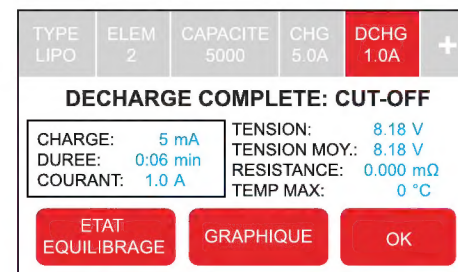 TYPE ELEM CAPACITE CHG DCHG +
LIPO 2 5000 5.0A 1.0A
DECHARGE COMPLETE: CUT-OFF
CHARGE: 5 mA
DUREE: 0:06 min
COURANT: 1.0 A
TENSION: 8.18 V
TENSION MOY.: 8.18 V
RESISTANCE: 0.000 mΩ
TEMP MAX: 0 °C
ETAT
EQUILIBRAGE
GRAPHIQUE
OK